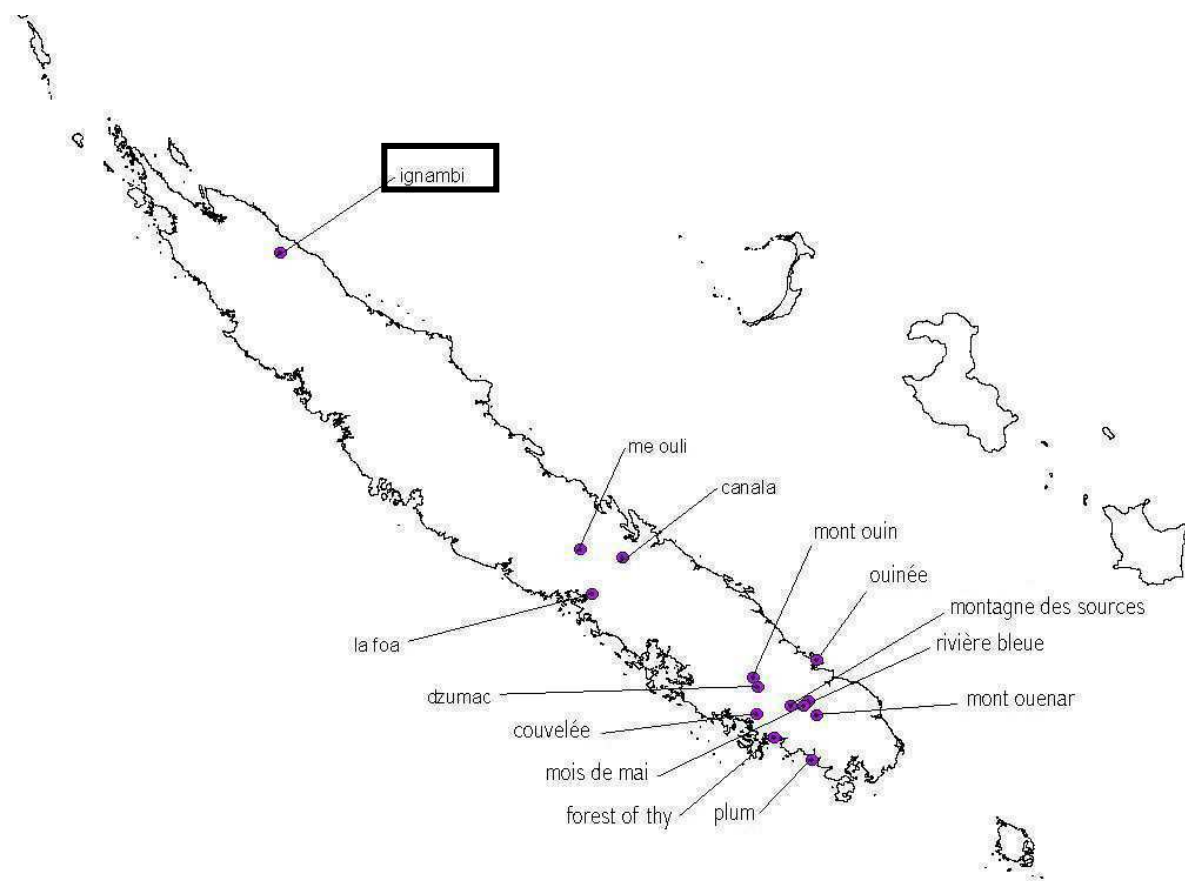 ignambi
me ouli
canala
mont ouin
ouinée
montagne des sources
rivière bleue
la foa
dzumac
mont ouenar
couvelée
mois de mai
forest of thy
plum